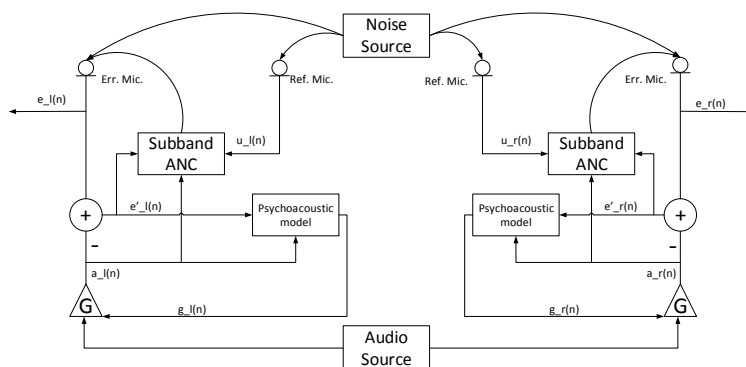 Noise
Source
Err. Mic.
Ref. Mic.
Ref. Mic.
Err. Mic.
e_l(n)
e_r(n)
Subband
ANC
u_l(n)
u_r(n)
Subband
ANC
+
e'_l(n)
Psychoacoustic
model
Psychoacoustic
model
e'_r(n)
+
-
-
a_l(n)
a_r(n)
G
g_l(n)
g_r(n)
G
Audio
Source